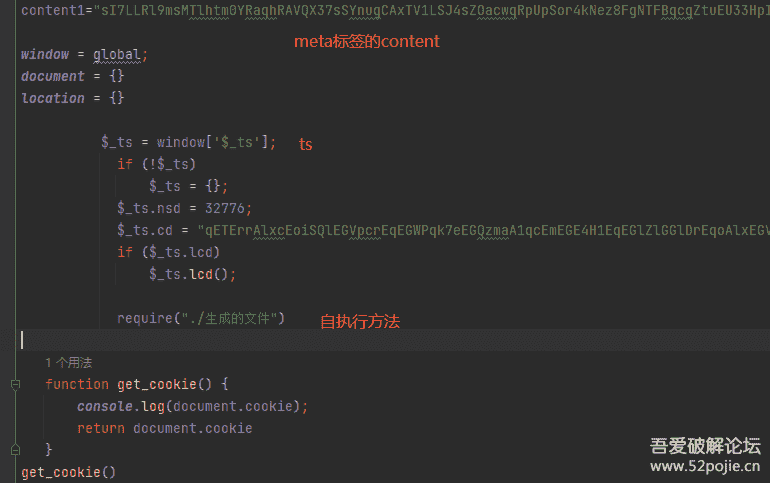 content1="sI7LLRl9msMTlhtm0YRaqhRAVQX37sSYnuqCAxTV1LSJ4sZOacwqRpUpSor4kNez8FgNTFBqcqZtuEU33HpI
meta标签的content
window = global;
document = {}
location = {}
$_ts = window['$_ts']; ts
if (!$_ts)
$_ts = {};
$_ts.nsd = 32776;
$_ts.cd = "qETErrAlxcEoiSQlEGVpcrEqEGWPqk7eEGQzmaA1qcEmEGE4H1EqEGlZlGGlDrEqoAlxEGV
if ($_ts.lcd)
$_ts.lcd();
require("./生成的文件") 自执行方法
1 个用法
function get_cookie() {
console.log(document.cookie);
return document.cookie
}
get_cookie()
吾爱破解论坛
www.52pojie.cn